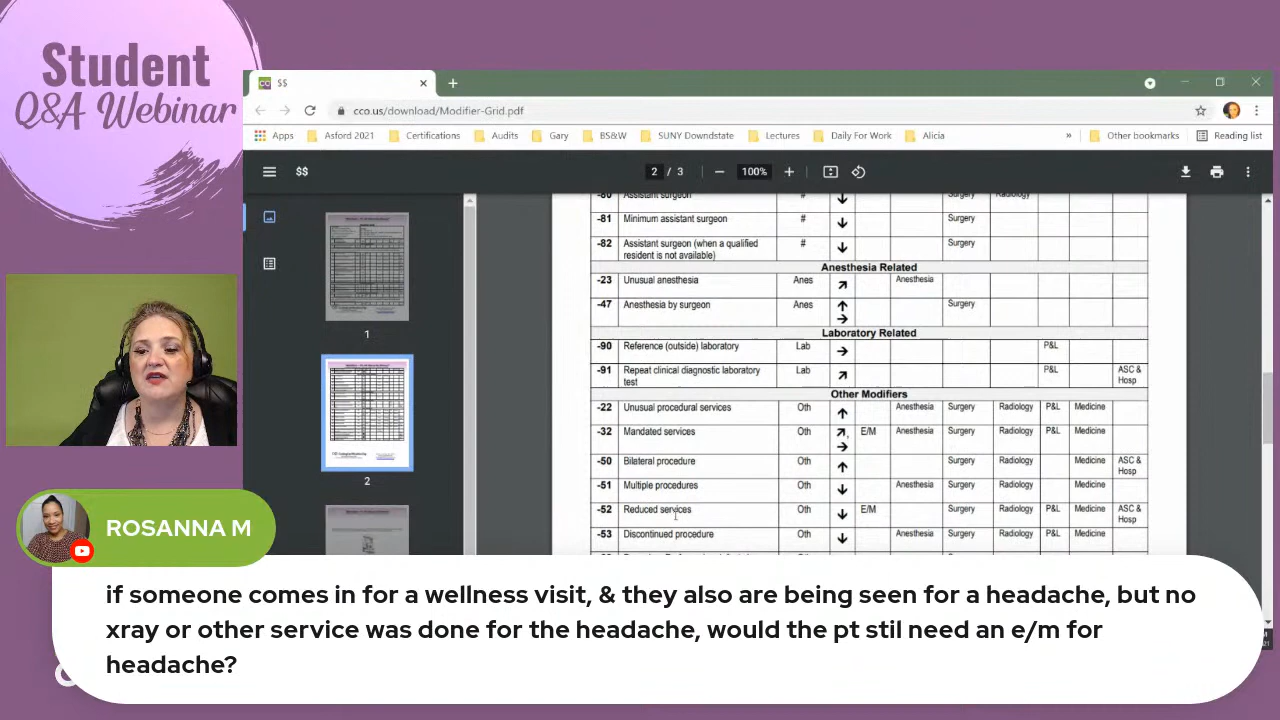 Student
Q&A Webinar
$$
cco.us/download/Modifier-Grid.pdf
Apps Asford 2021 Certifications Audits Gary BS&W SUNY Downstate Lectures Daily For Work Alicia » Other bookmarks Reading list
$$ 2 / 3 100%
1
2
-80 Assistant surgeon # Surgery Radiology
-81 Minimum assistant surgeon # Surgery
-82 Assistant surgeon (when a qualified resident is not available) # Surgery
Anesthesia Related
-23 Unusual anesthesia Anes Anesthesia
-47 Anesthesia by surgeon Anes Surgery
Laboratory Related
-90 Reference (outside) laboratory Lab P&L
-91 Repeat clinical diagnostic laboratory test Lab P&L ASC & Hosp
Other Modifiers
-22 Unusual procedural services Oth Anesthesia Surgery Radiology P&L Medicine
-32 Mandated services Oth E/M Anesthesia Surgery Radiology P&L Medicine
-50 Bilateral procedure Oth Surgery Radiology Medicine ASC & Hosp
-51 Multiple procedures Oth Anesthesia Surgery Radiology Medicine
-52 Reduced services Oth E/M Surgery Radiology P&L Medicine ASC & Hosp
-53 Discontinued procedure Oth Anesthesia Surgery Radiology P&L Medicine
ROSANNA M
if someone comes in for a wellness visit, & they also are being seen for a headache, but no
xray or other service was done for the headache, would the pt stil need an e/m for
headache?